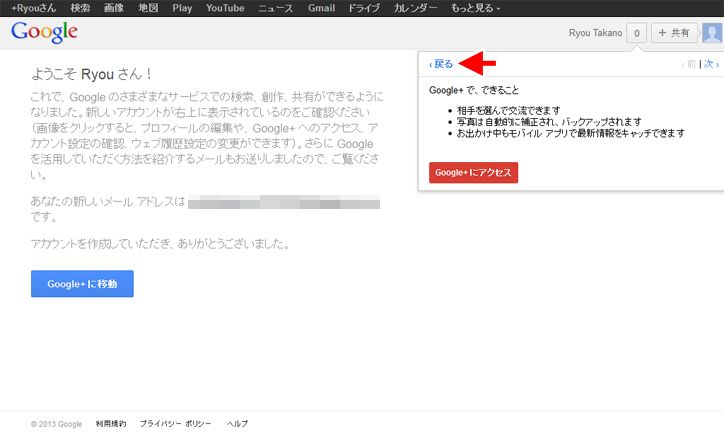 +Ryouさん 検索 画像 地図 Play YouTube ニュース Gmail ドライブ カレンダー もっと見る
Google
Ryou Takano 0 + 共有
‹ 戻る
‹ 前 | 次 ›
Google+ で、できること
• 相手を選んで交流できます
• 写真は自動的に補正され、バックアップされます
• お出かけ中もモバイル アプリで最新情報をキャッチできます
Google+ にアクセス
ようこそ Ryou さん！
これで、Google のさまざまなサービスでの検索、創作、共有ができるように
なりました。新しいアカウントが右上に表示されているのをご確認ください
（画像をクリックすると、プロフィールの編集や、Google+ へのアクセス、ア
カウント設定の確認、ウェブ履歴設定の変更ができます）。さらに Google
を活用していただく方法を紹介するメールもお送りしましたので、ご覧くださ
い。
あなたの新しいメール アドレスは
です。
アカウントを作成していただき、ありがとうございました。
Google+ に移動
© 2013 Google 利用規約 プライバシー ポリシー ヘルプ